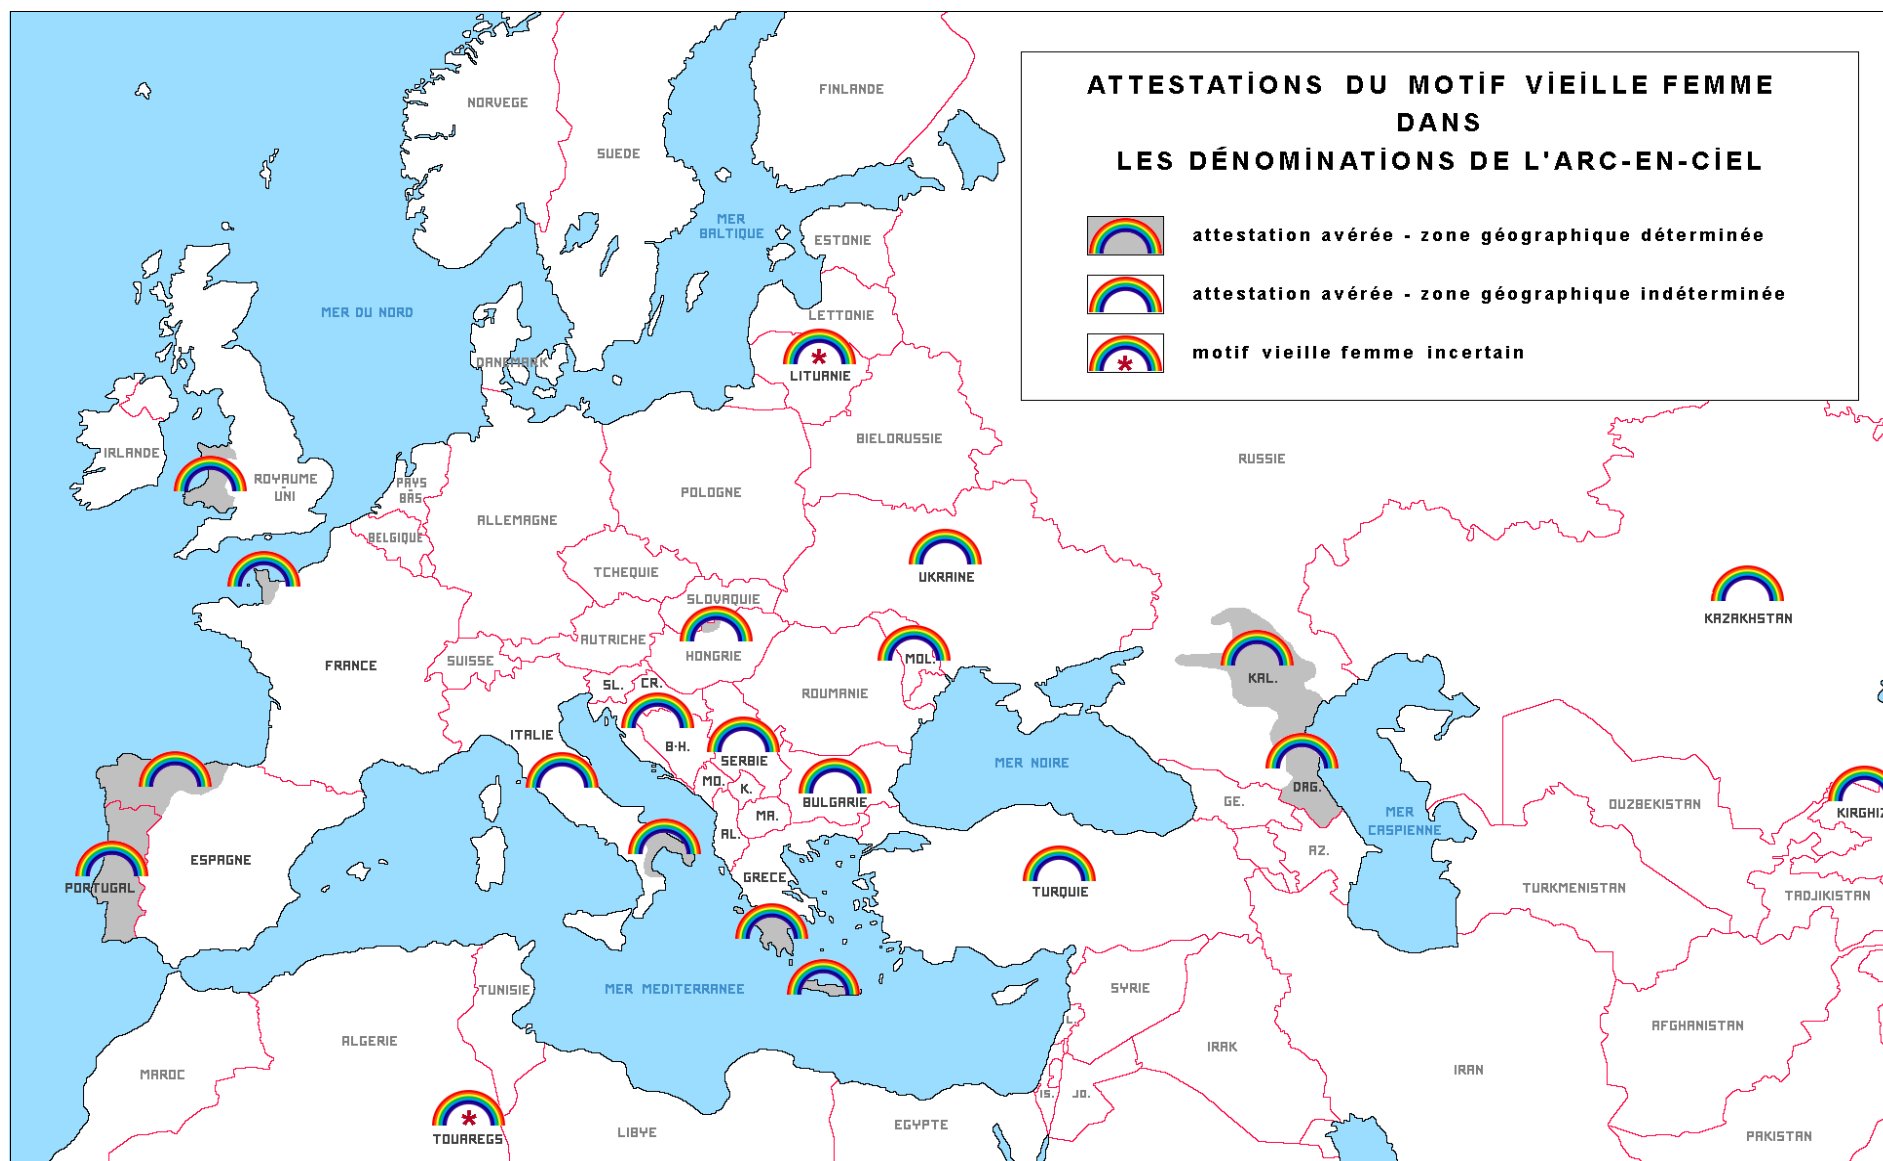 ATTESTATİONS DU MOTİF VİEİLLE FEMME
DANS
LES DÉNOMİNATİONS DE L'ARC-EN-CİEL
attestation avérée - zone géographique déterminée
attestation avérée - zone géographique indéterminée
motif vieille femme incertain
NORVEGE
FINLANDE
SUEDE
MER
BALTIQUE
ESTONIE
MER DU NORD
LETTONIE
DANEMARK
LITUANIE
BIELORUSSIE
RUSSIE
IRLANDE
ROYAUME
-
UNI
PAYS
-
BAS
POLOGNE
ALLEMAGNE
BELGIQUE
TCHEQUIE
UKRAINE
SLOVAQUIE
KAZAKHSTAN
AUTRICHE
HONGRIE
MOL.
FRANCE
SUISSE
SL.
CR.
ROUMANIE
KAL.
ITALIE
B-H.
SERBIE
MER NOIRE
MO.
K.
BULGARIE
DAG.
GE.
OUZBEKISTAN
KIRGHIZ
MA.
MER
CASPIENNE
AL.
AZ.
ESPAGNE
PORTUGAL
GRECE
TURQUIE
TURKMENISTAN
TADJIKISTAN
TUNISIE
MER MEDITERRANEE
SYRIE
L.
AFGHANISTAN
ALGERIE
IRAK
MAROC
IRAN
IS.
JO.
TOUAREGS
LIBYE
EGYPTE
PAKISTAN